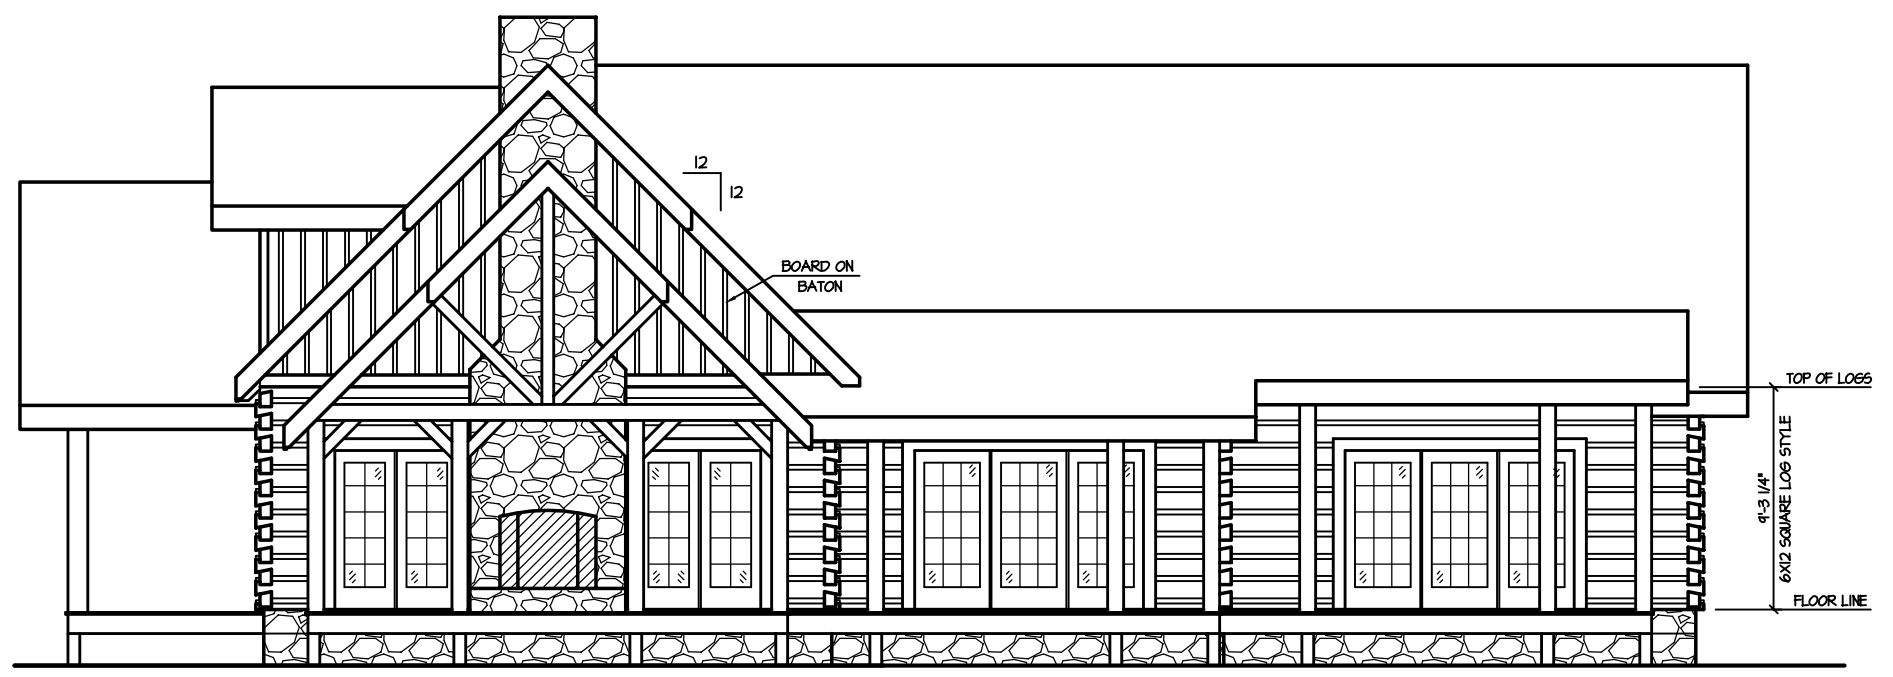 12
12
BOARD ON
BATON
TOP OF LOGS
9'-3 1/4"
6X12 SQUARE LOG STYLE
FLOOR LINE